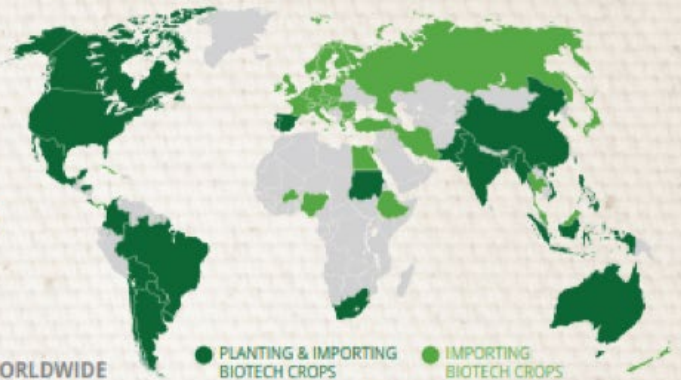 ORLDWIDE
PLANTING & IMPORTING
BIOTECH CROPS
IMPORTING
BIOTECH CROPS